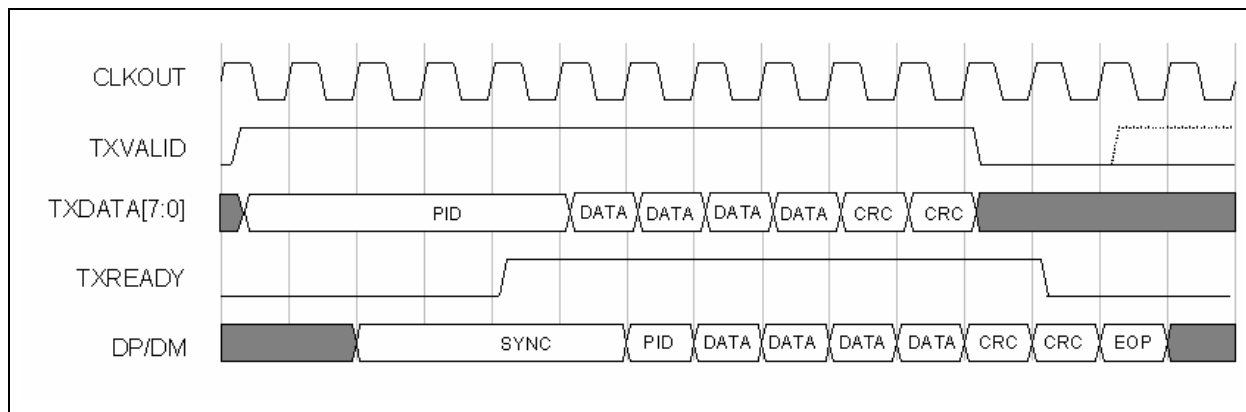 CLKOUT
TXVALID
TXDATA[7:0] PID DATA DATA DATA DATA CRC CRC
TXREADY
DP/DM SYNC PID DATA DATA DATA DATA CRC CRC EOP